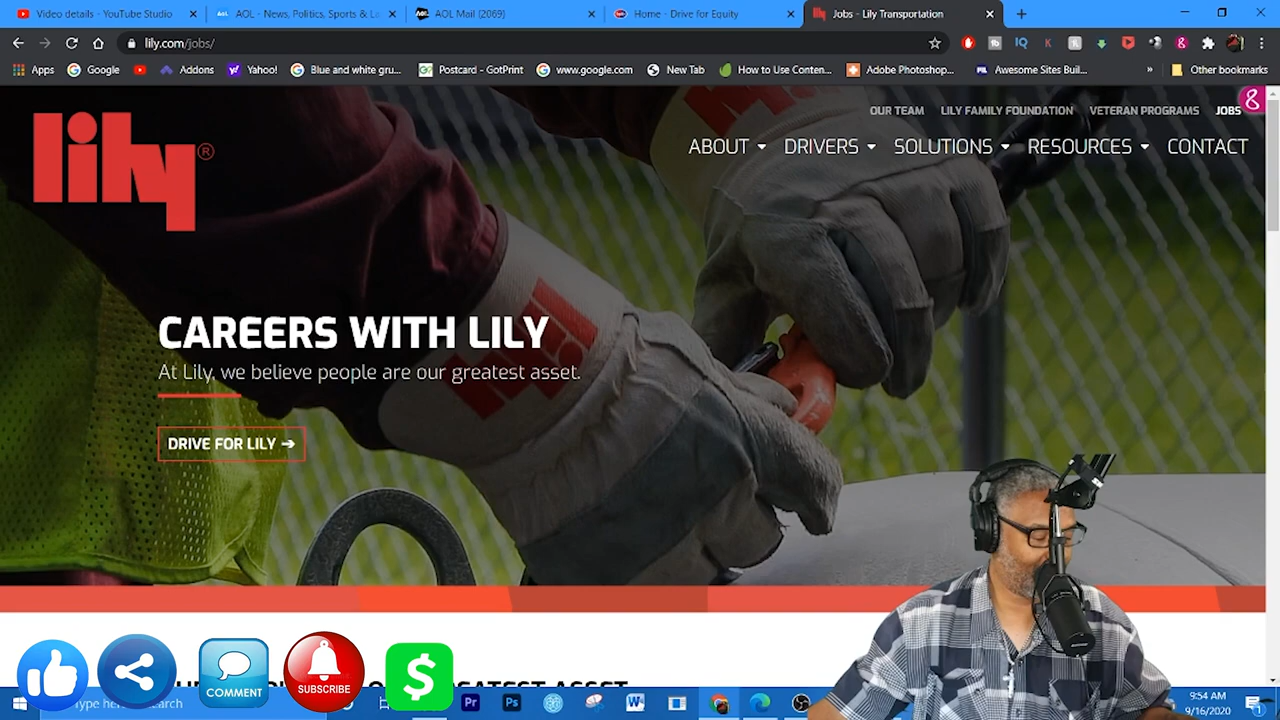 Video details - YouTube Studio
AOL - News, Politics, Sports & La
AOL Mail (2069)
Home - Drive for Equity
Jobs - Lily Transportation
lily.com/jobs/
Apps
Google
Addons
Yahoo!
Blue and white gru...
Postcard - GotPrint
www.google.com
New Tab
How to Use Conten...
Adobe Photoshop...
Awesome Sites Buil...
Other bookmarks
OUR TEAM
LILY FAMILY FOUNDATION
VETERAN PROGRAMS
JOBS
lily®
ABOUT
DRIVERS
SOLUTIONS
RESOURCES
CONTACT
CAREERS WITH LILY
At Lily, we believe people are our greatest asset.
DRIVE FOR LILY ➔
COMMENT
SUBSCRIBE
$
Type here
search
9:54 AM
9/16/2020